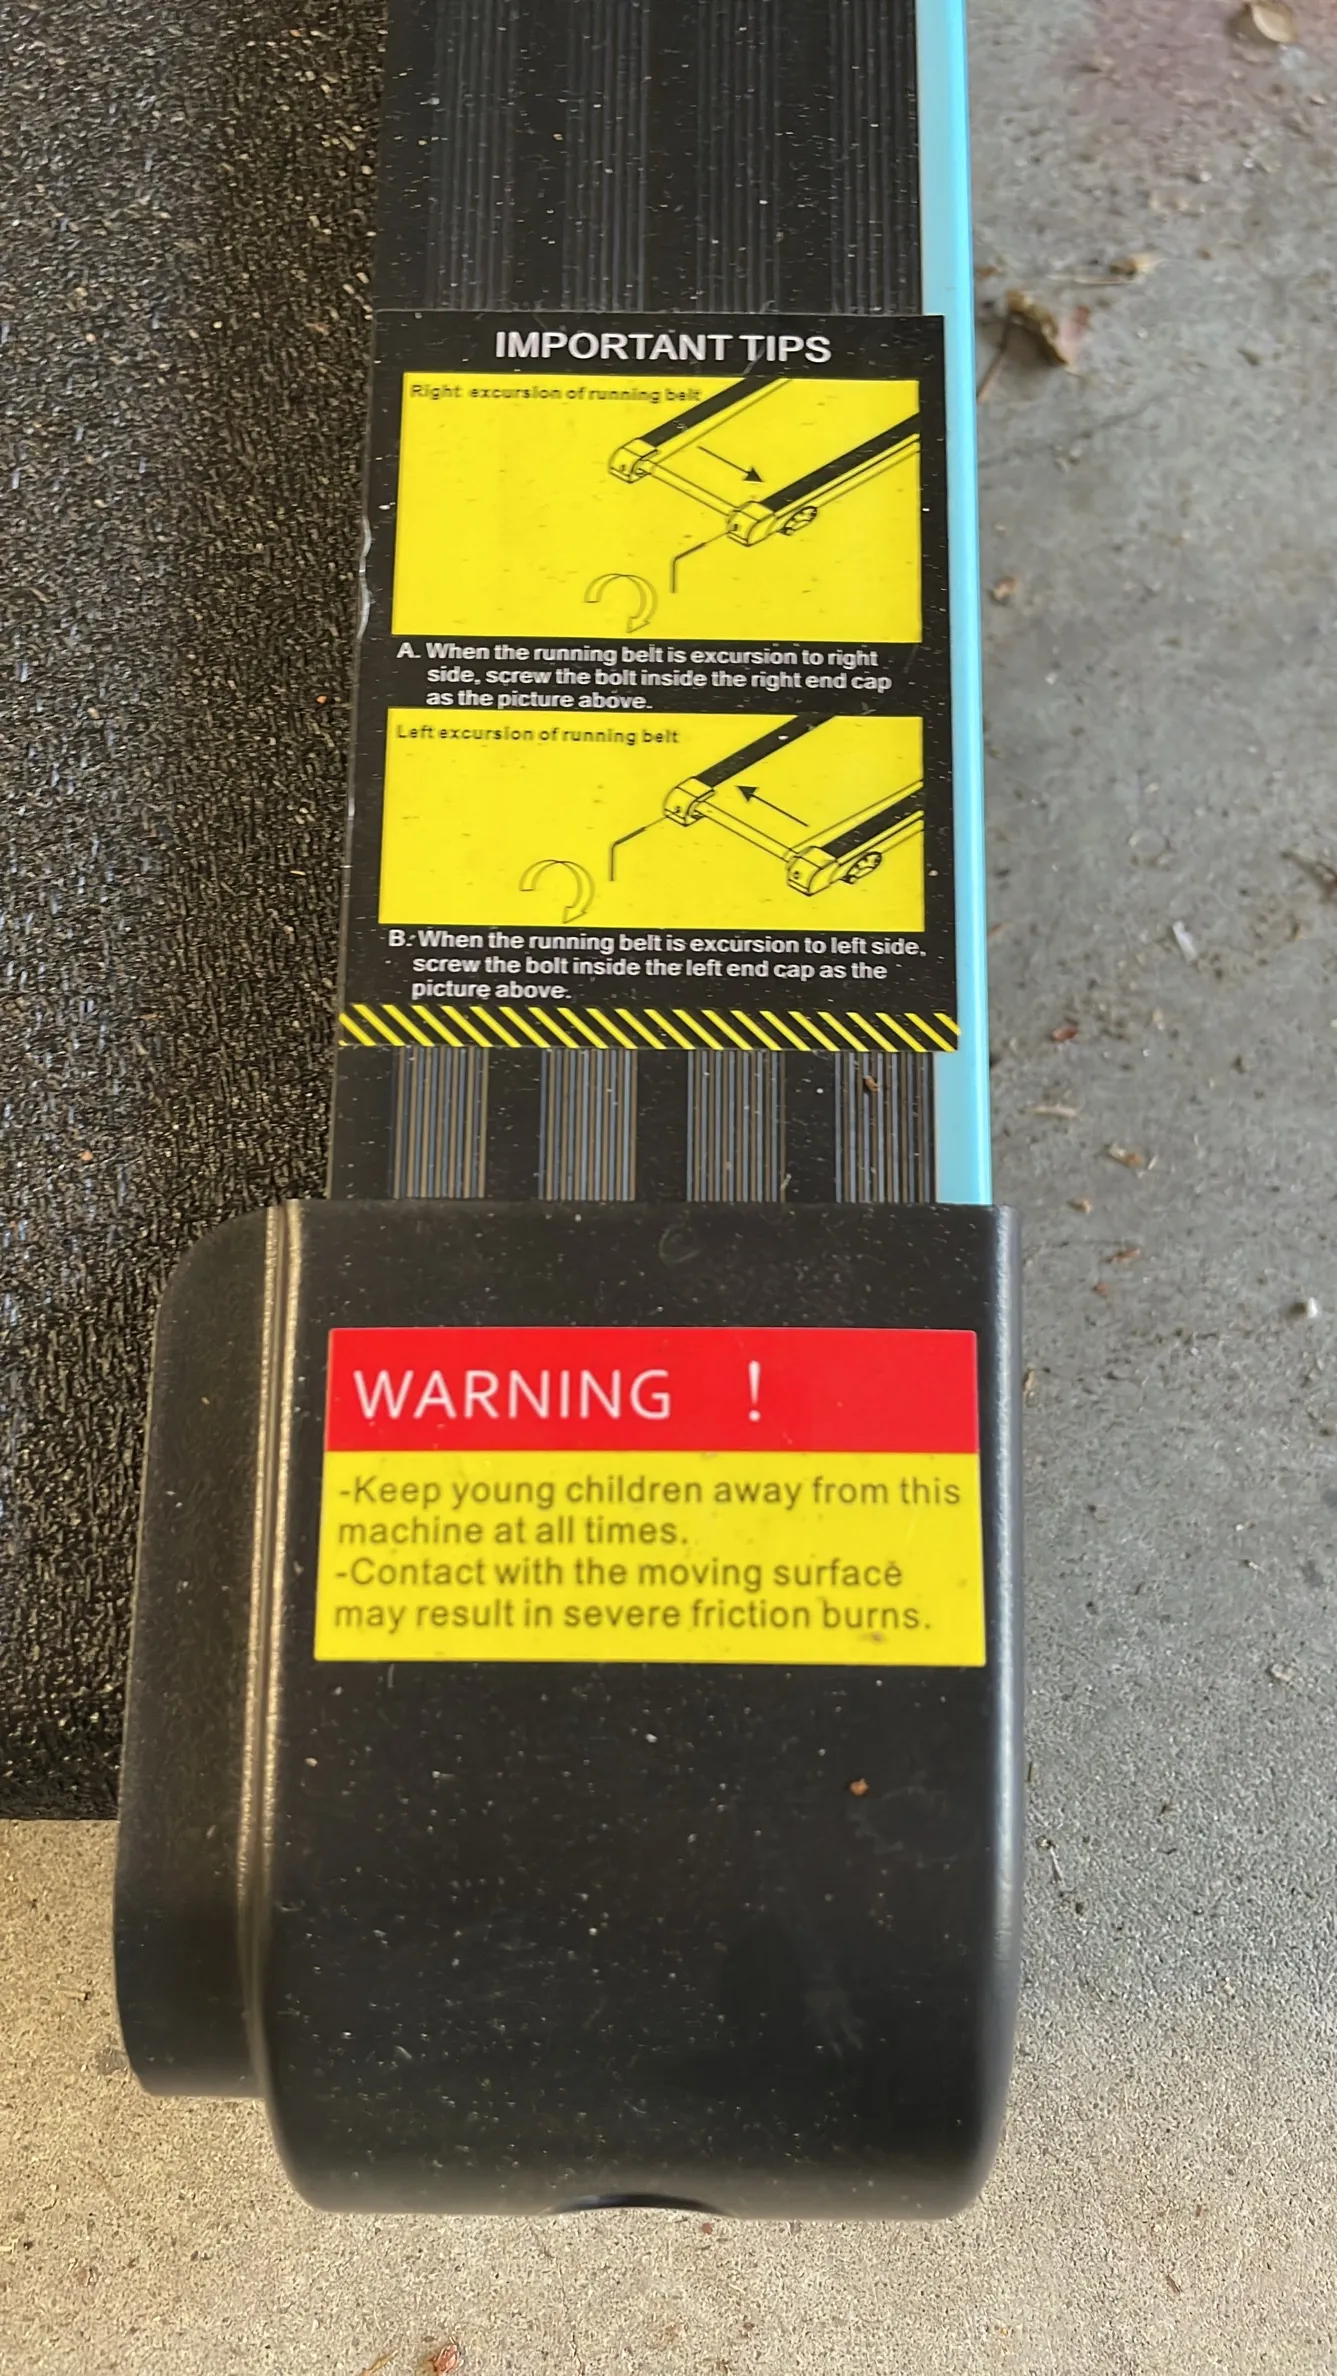 IMPORTANT TIPS
Right excursion of running belt
A. When the running belt is excursion to right
side, screw the bolt inside the right end cap
as the picture above.
Left excursion of running belt
B. When the running belt is excursion to left side,
screw the bolt inside the left end cap as the
picture above.
WARNING !
-Keep young children away from this
machine at all times.
-Contact with the moving surface
may result in severe friction burns.